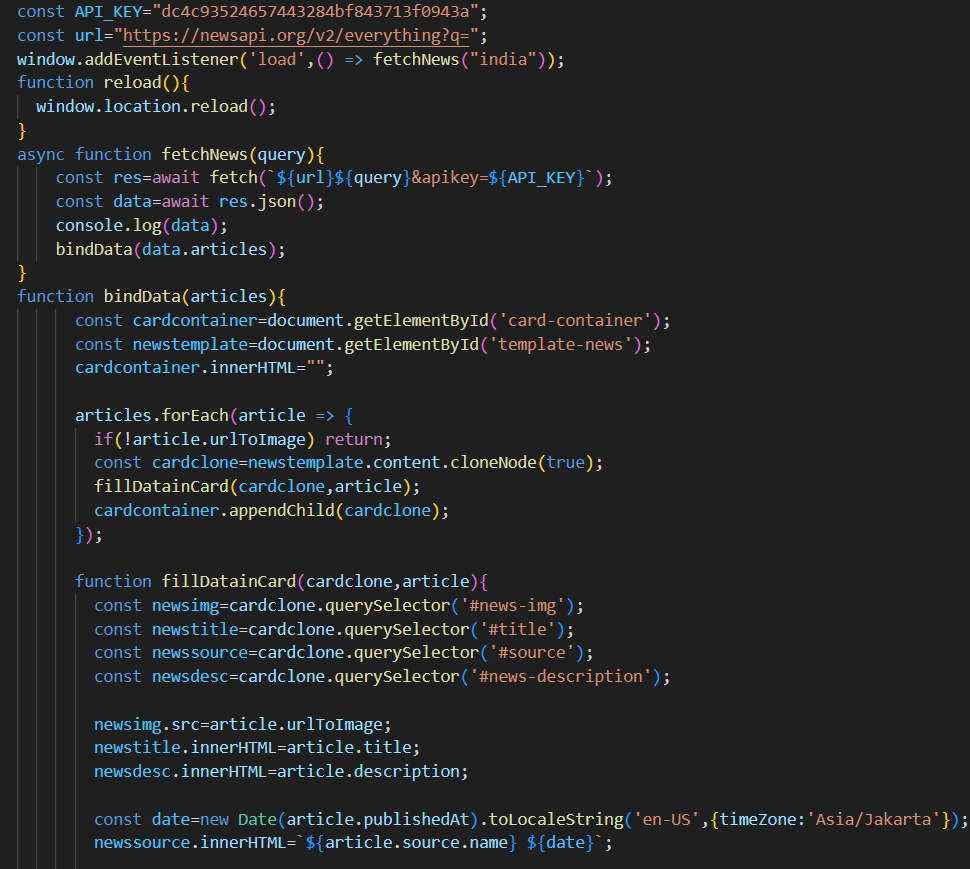 const API_KEY="dc4c93524657443284bf843713f0943a";
const url="https://newsapi.org/v2/everything?q=";
window.addEventListener('load',() => fetchNews("india"));
function reload(){
  window.location.reload();
}
async function fetchNews(query){
    const res=await fetch(`${url}${query}&apikey=${API_KEY}`);
    const data=await res.json();
    console.log(data);
    bindData(data.articles);
}
function bindData(articles){
      const cardcontainer=document.getElementById('card-container');
      const newstemplate=document.getElementById('template-news');
      cardcontainer.innerHTML="";

      articles.forEach(article => {
        if(!article.urlToImage) return;
        const cardclone=newstemplate.content.cloneNode(true);
        fillDatainCard(cardclone,article);
        cardcontainer.appendChild(cardclone);
      });

      function fillDatainCard(cardclone,article){
        const newsimg=cardclone.querySelector('#news-img');
        const newstitle=cardclone.querySelector('#title');
        const newssource=cardclone.querySelector('#source');
        const newsdesc=cardclone.querySelector('#news-description');

        newsimg.src=article.urlToImage;
        newstitle.innerHTML=article.title;
        newsdesc.innerHTML=article.description;

        const date=new Date(article.publishedAt).toLocaleString('en-US',{timeZone:'Asia/Jakarta'});
        newssource.innerHTML=`${article.source.name} ${date}`;